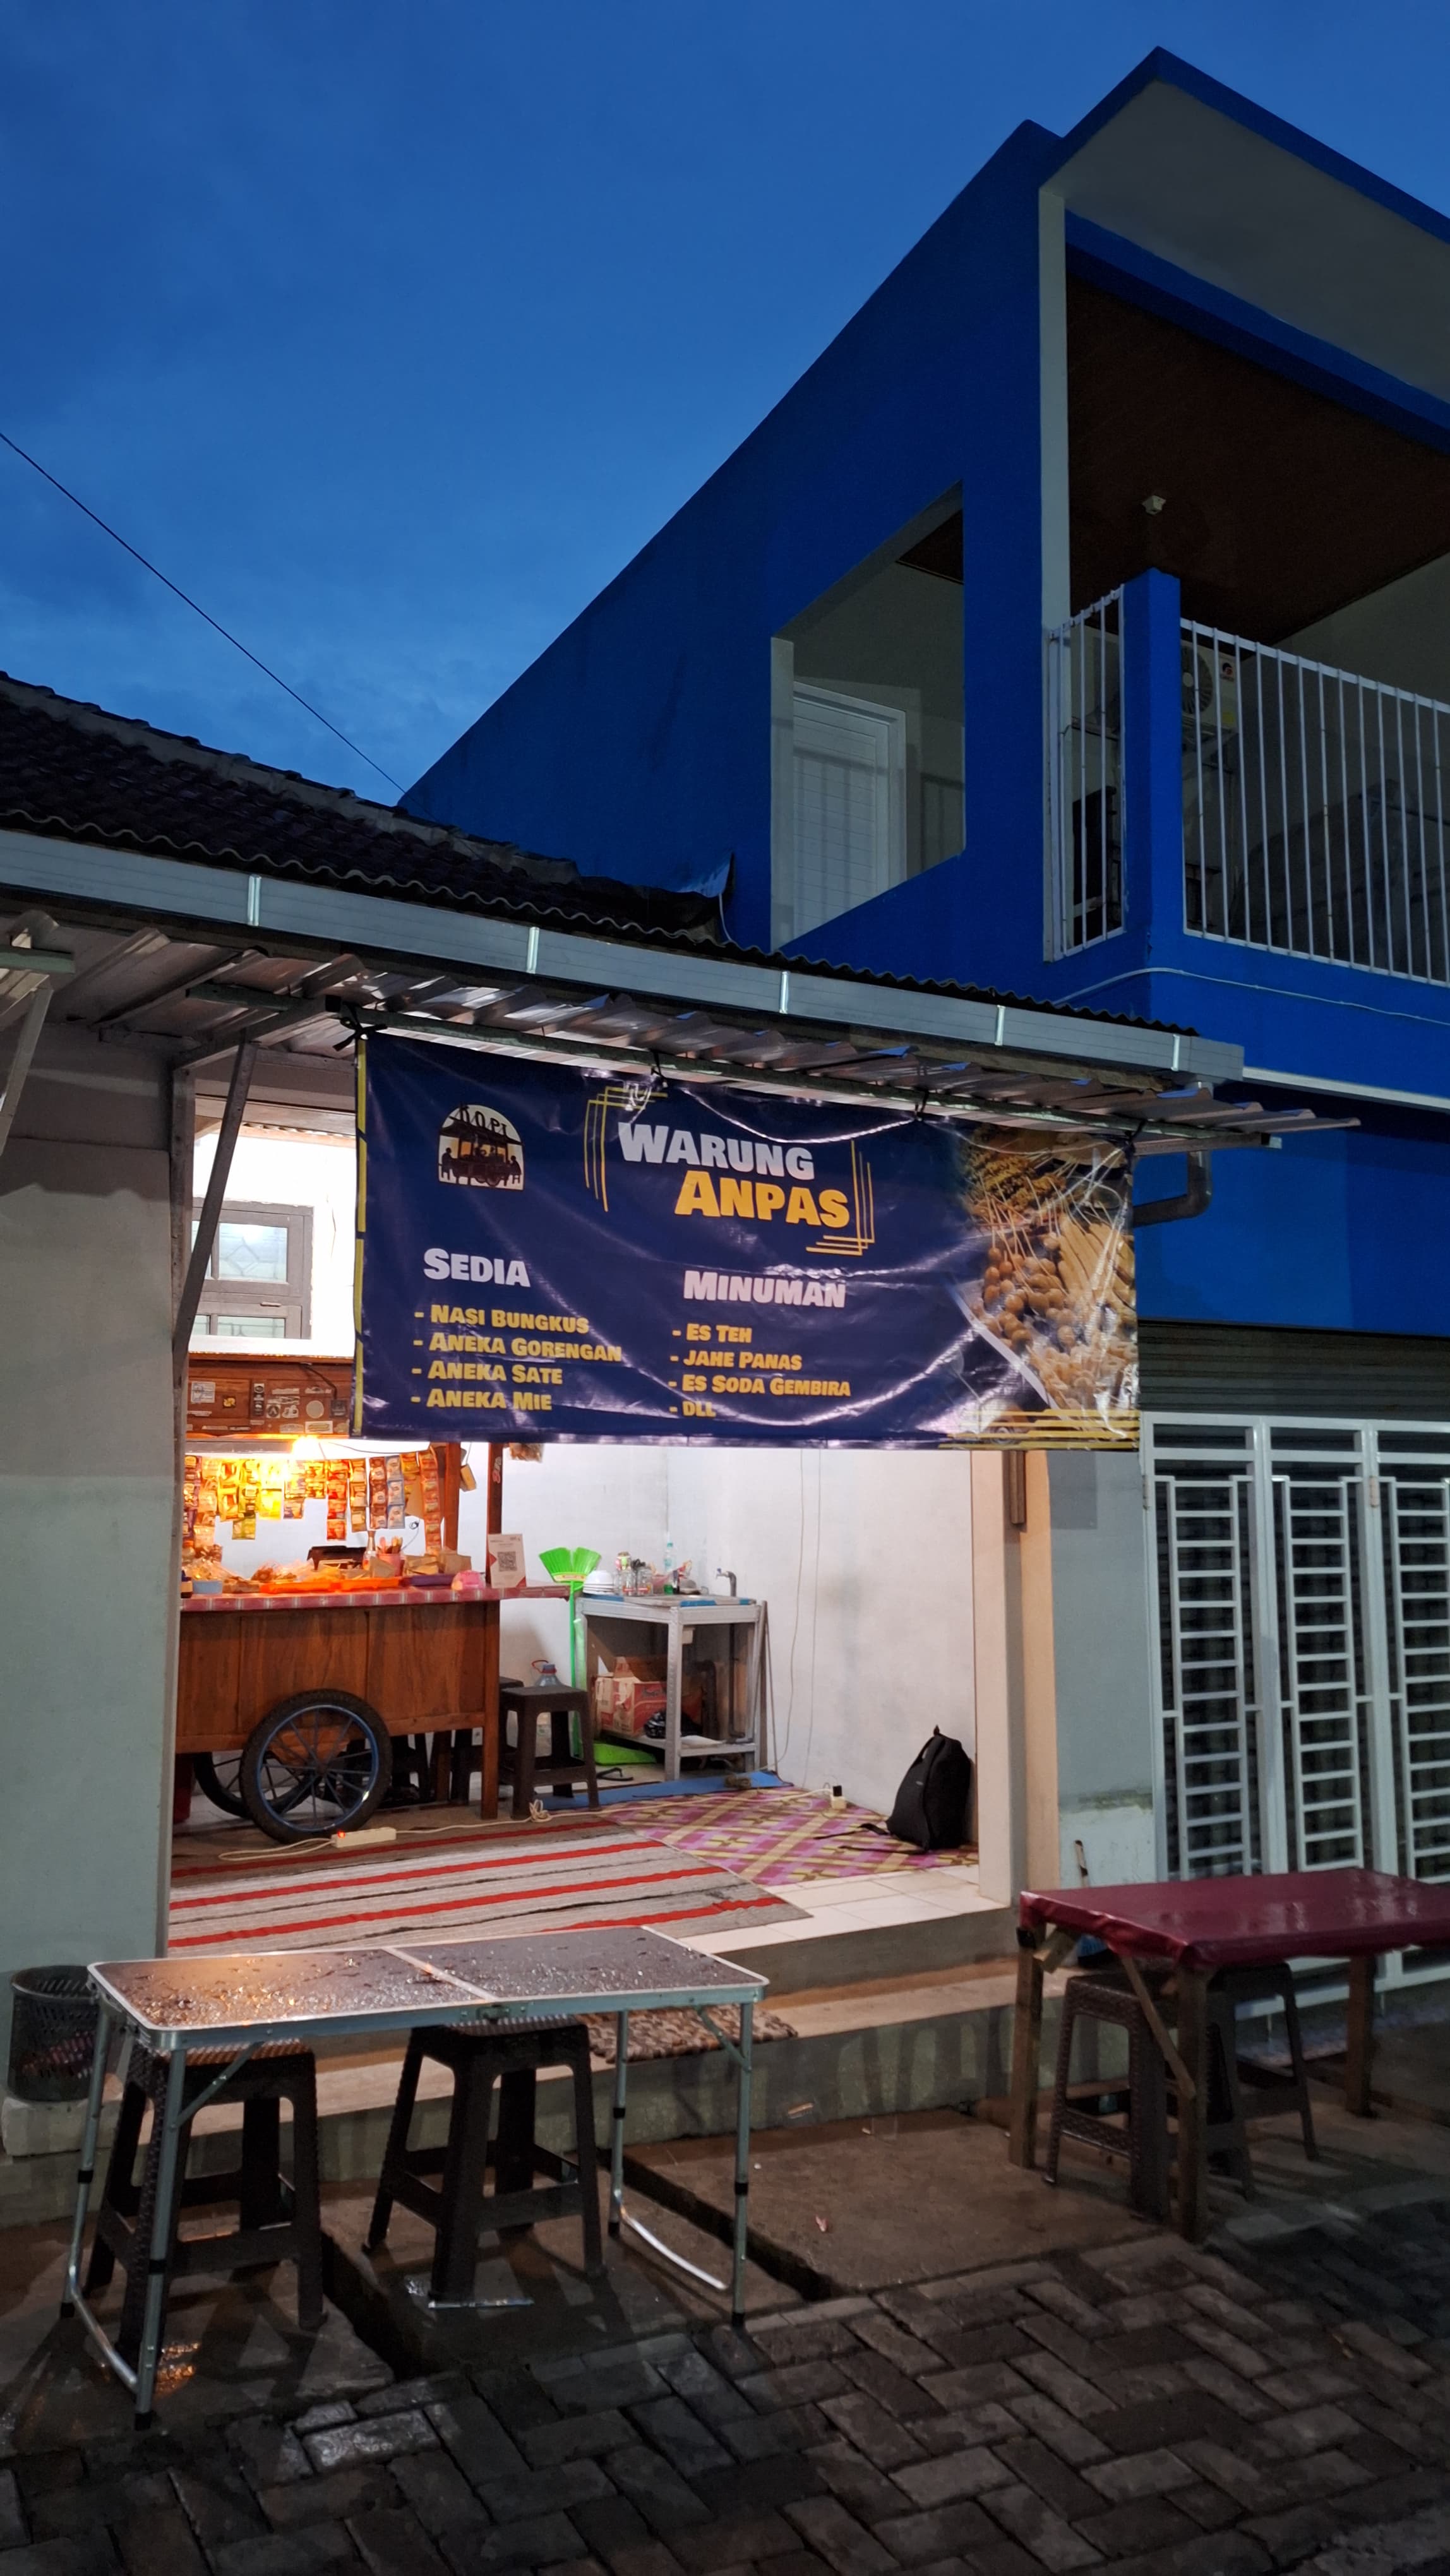 KOPI
WARUNG
ANPAS
SEDIA
- NASI BUNGKUS
- ANEKA GORENGAN
- ANEKA SATE
- ANEKA MIE
MINUMAN
- ES TEH
- JAHE PANAS
- ES SODA GEMBIRA
- DLL